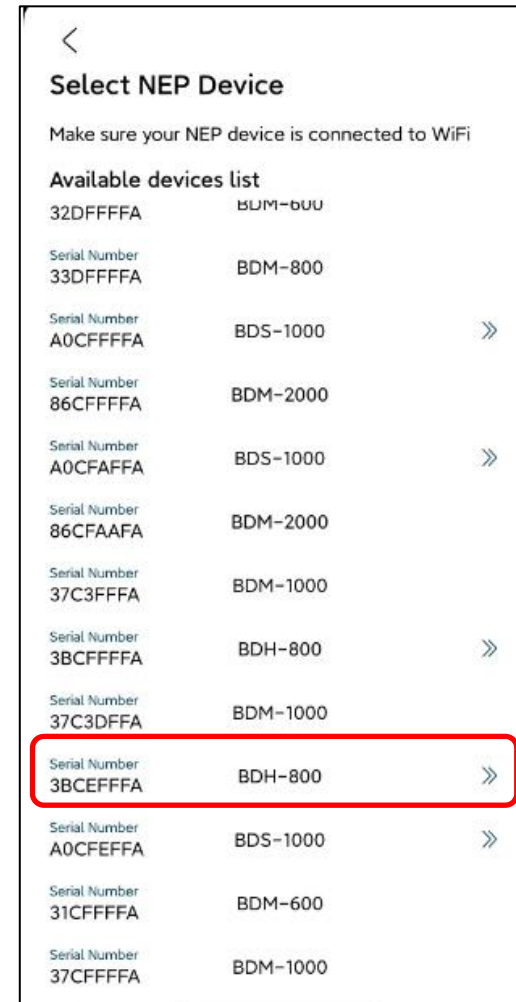 Select NEP Device
Make sure your NEP device is connected to WiFi
Available devices list
32DFFFFA BDM-600
Serial Number
33DFFFFA BDM-800
Serial Number
A0CFFFFA BDS-1000
Serial Number
86CFFFFA BDM-2000
Serial Number
A0CFAFFA BDS-1000
Serial Number
86CFAAFA BDM-2000
Serial Number
37C3FFFA BDM-1000
Serial Number
3BCFFFFA BDH-800
Serial Number
37C3DFFA BDM-1000
Serial Number
3BCEFFFA BDH-800
Serial Number
A0CFEFFA BDS-1000
Serial Number
31CFFFFA BDM-600
Serial Number
37CFFFFA BDM-1000